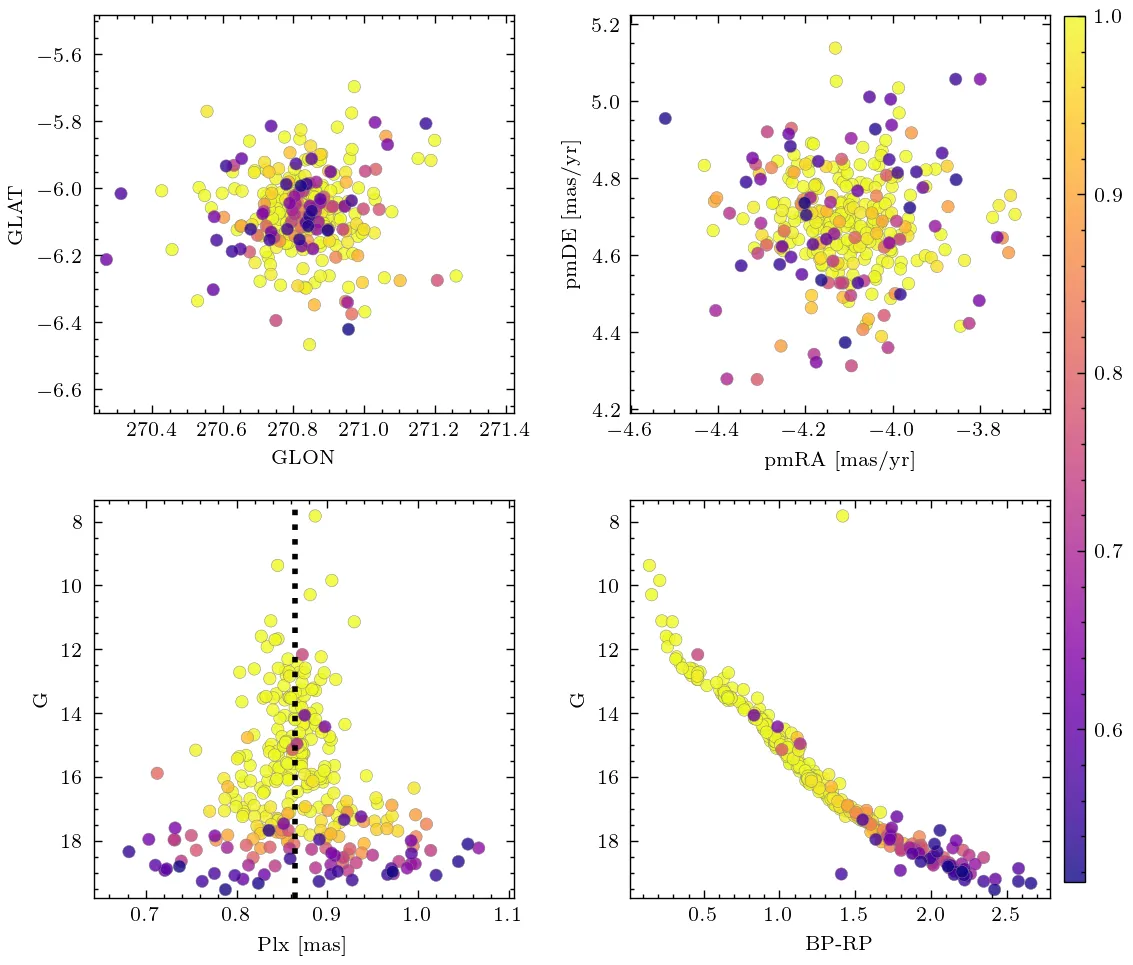 −5.6
−5.8
−6.0
−6.2
−6.4
−6.6
GLAT
270.4 270.6 270.8 271.0 271.2 271.4
GLON
5.2
5.0
4.8
4.6
4.4
4.2
pmDE [mas/yr]
−4.6 −4.4 −4.2 −4.0 −3.8
pmRA [mas/yr]
1.0
0.9
0.8
0.7
0.6
8
10
12
14
16
18
G
0.7 0.8 0.9 1.0 1.1
Plx [mas]
8
10
12
14
16
18
G
0.5 1.0 1.5 2.0 2.5
BP-RP